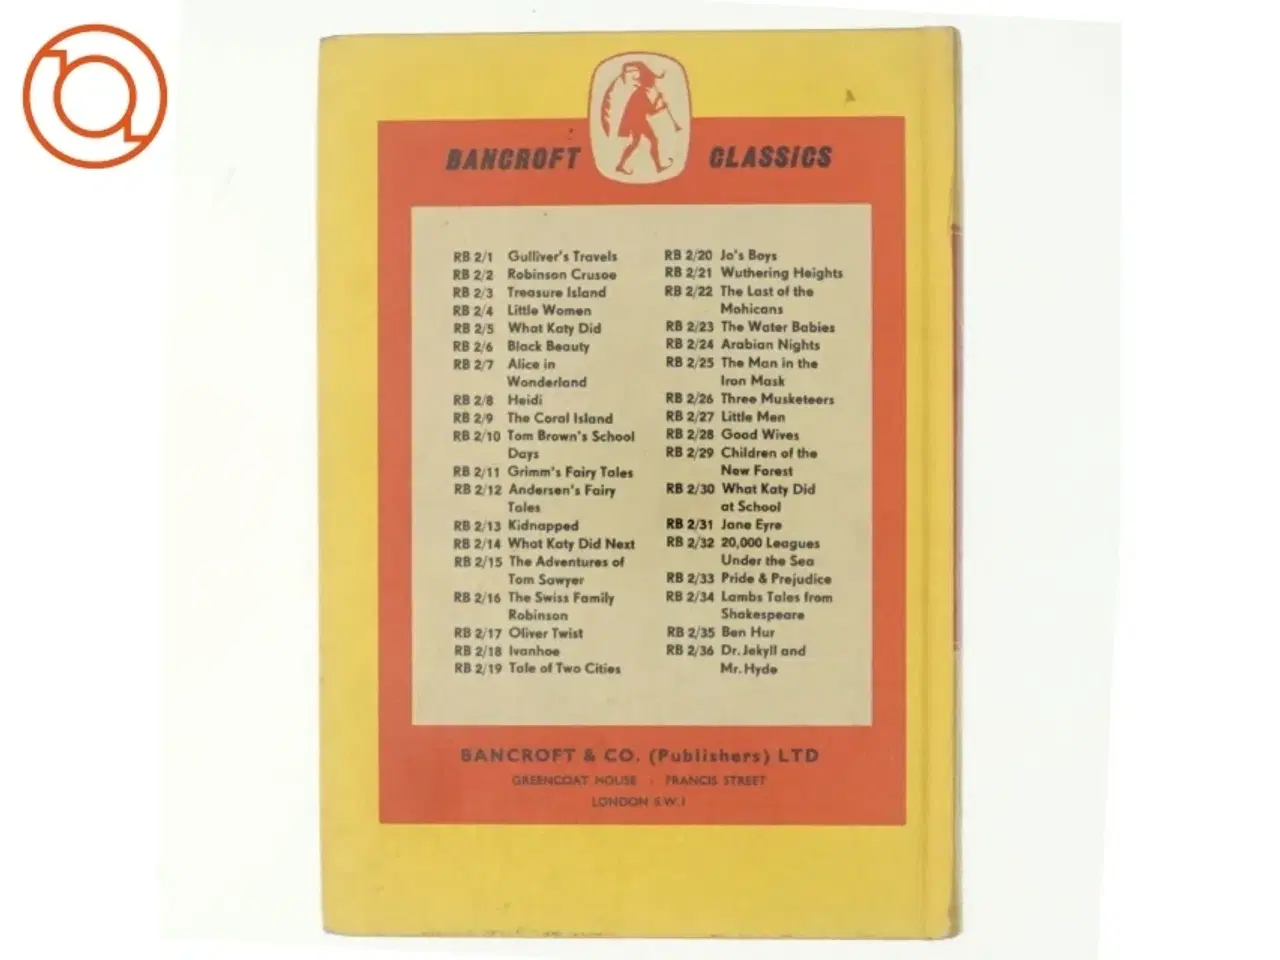 BANCROFT CLASSICS
RB 2/1 Gulliver's Travels
RB 2/2 Robinson Crusoe
RB 2/3 Treasure Island
RB 2/4 Little Women
RB 2/5 What Katy Did
RB 2/6 Black Beauty
RB 2/7 Alice in
Wonderland
RB 2/8 Heidi
RB 2/9 The Coral Island
RB 2/10 Tom Brown's School
Days
RB 2/11 Grimm's Fairy Tales
RB 2/12 Andersen's Fairy
Tales
RB 2/13 Kidnapped
RB 2/14 What Katy Did Next
RB 2/15 The Adventures of
Tom Sawyer
RB 2/16 The Swiss Family
Robinson
RB 2/17 Oliver Twist
RB 2/18 Ivanhoe
RB 2/19 Tale of Two Cities
RB 2/20 Jo's Boys
RB 2/21 Wuthering Heights
RB 2/22 The Last of the
Mohicans
RB 2/23 The Water Babies
RB 2/24 Arabian Nights
RB 2/25 The Man in the
Iron Mask
RB 2/26 Three Musketeers
RB 2/27 Little Men
RB 2/28 Good Wives
RB 2/29 Children of the
New Forest
RB 2/30 What Katy Did
at School
RB 2/31 Jane Eyre
RB 2/32 20,000 Leagues
Under the Sea
RB 2/33 Pride & Prejudice
RB 2/34 Lambs Tales from
Shakespeare
RB 2/35 Ben Hur
RB 2/36 Dr. Jekyll and
Mr. Hyde
BANCROFT & CO. (Publishers) LTD
GREENCOAT HOUSE · FRANCIS STREET
LONDON S.W.1